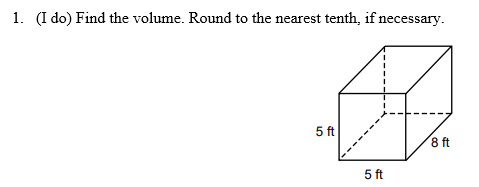 1. (I do) Find the volume. Round to the nearest tenth, if necessary.
5 ft
8 ft
5 ft